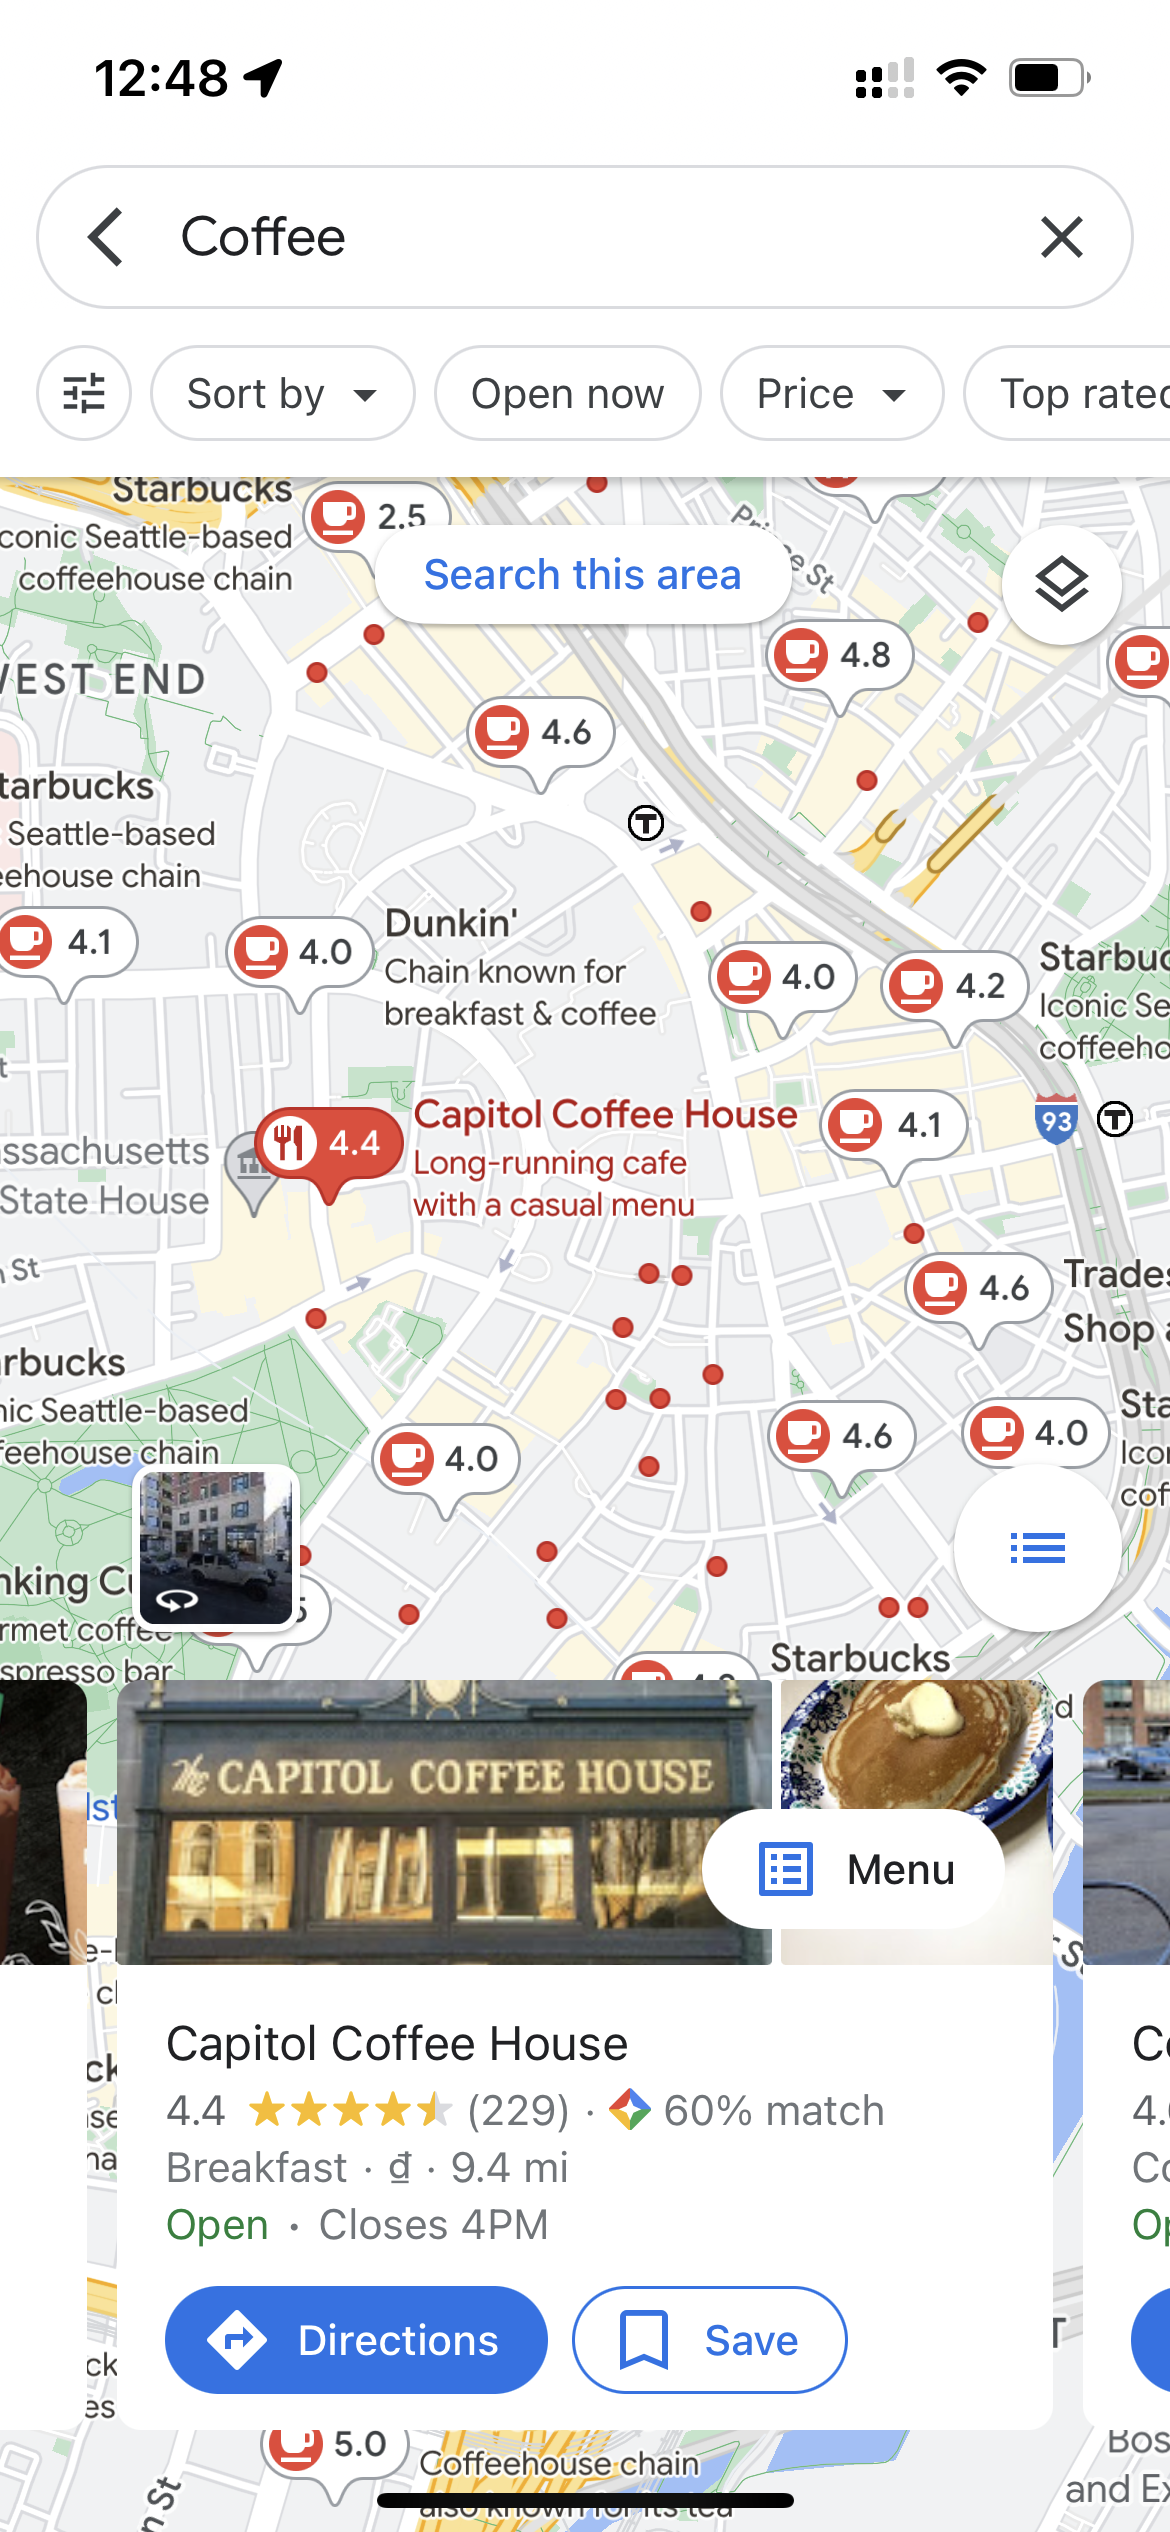 12:48
Coffee
Sort by
Open now
Price
Top rated
Starbucks
2.5
conic Seattle-based
coffeehouse chain
Search this area
4.8
WEST END
4.6
tarbucks
Seattle-based
eehouse chain
4.1
4.0
Dunkin'
Chain known for
breakfast & coffee
4.0
4.2
Starbuc
Iconic Se
coffeeho
ssachusetts
State House
4.4
Capitol Coffee House
Long-running cafe
with a casual menu
4.1
93
T
St
4.6
Trades
Shop a
rbucks
nic Seattle-based
feehouse chain
4.0
4.6
4.0
Sta
Ico
cof
nking Cu
rmet coffee
spresso bar
Starbucks
The CAPITOL COFFEE HOUSE
Menu
Capitol Coffee House
4.4 (229) · 60% match
Breakfast · ₫ · 9.4 mi
Open · Closes 4PM
Directions
Save
5.0
Coffeehouse chain
also known for its tea
n St
Bos
and Ex